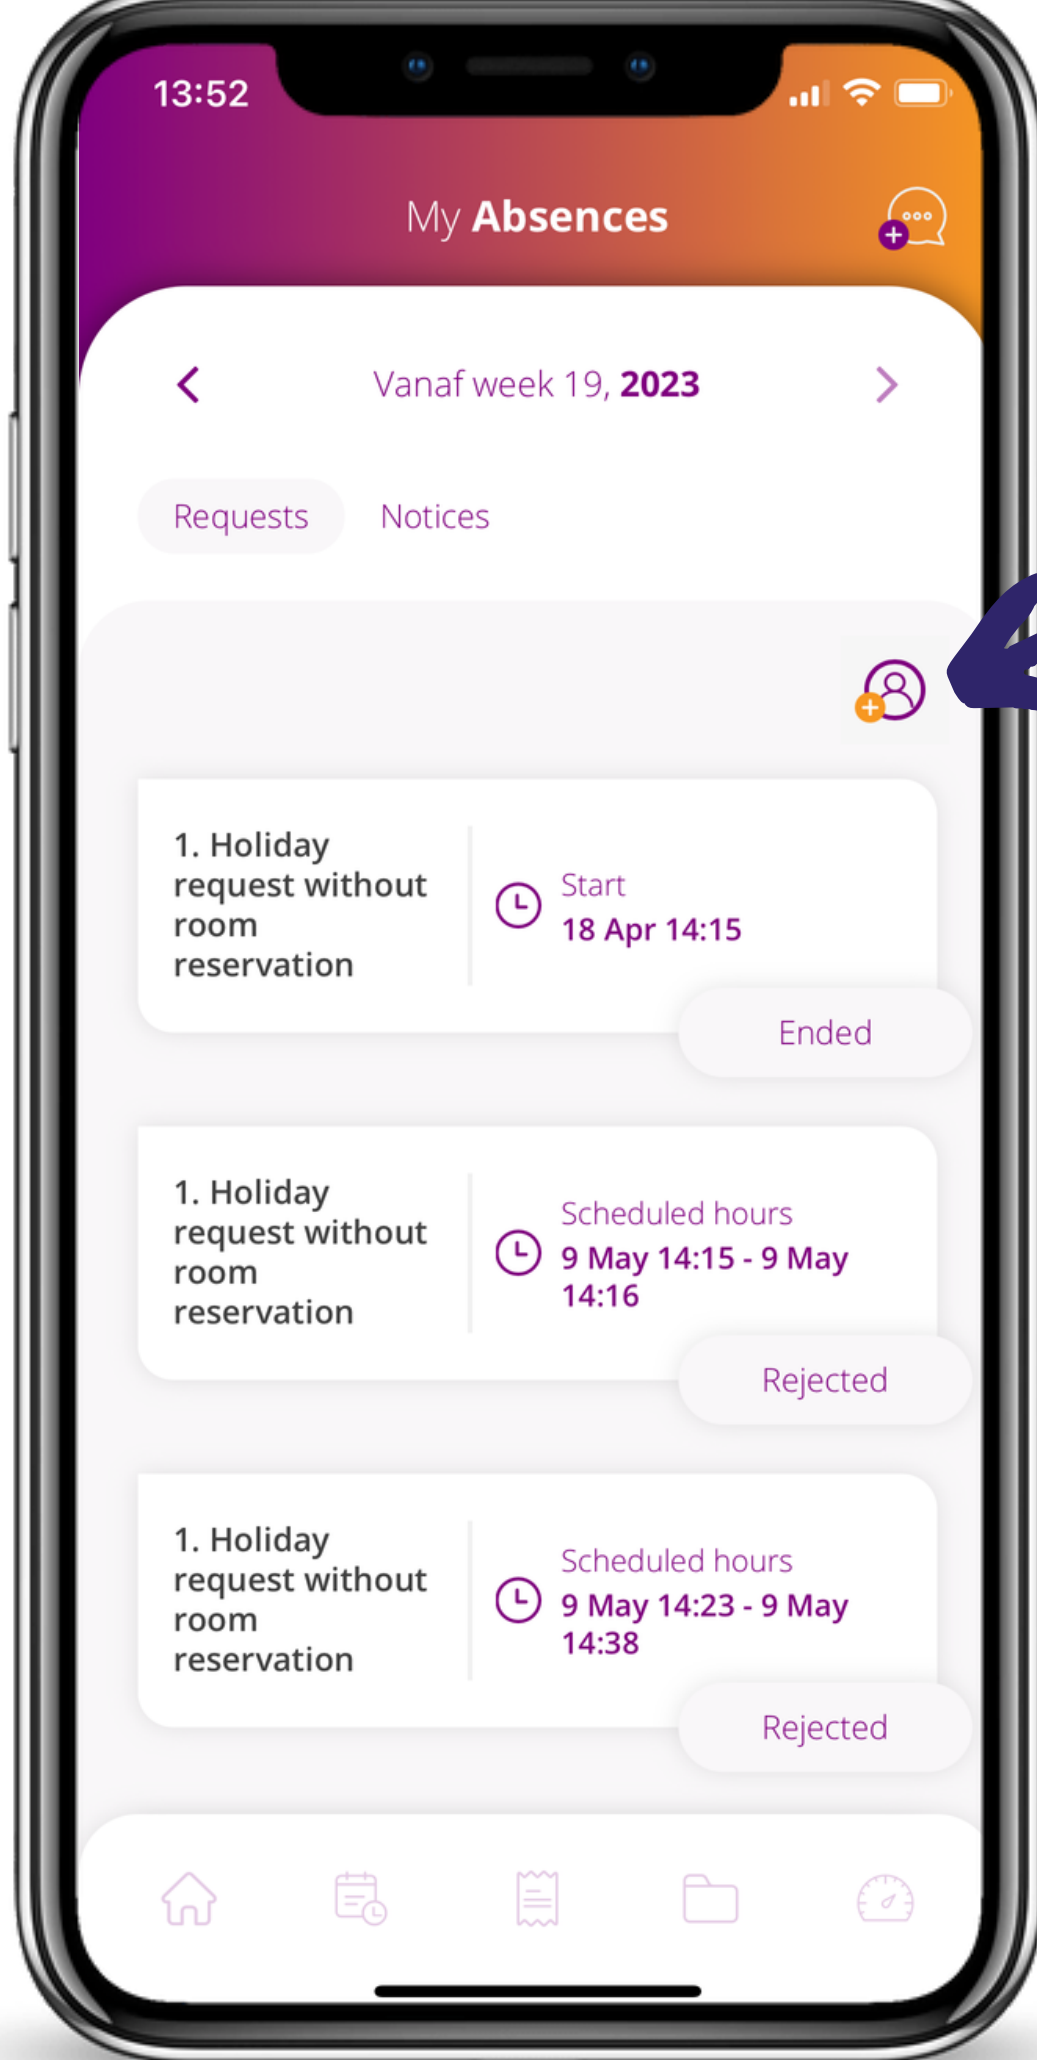 13:52
My Absences
Vanaf week 19, 2023
Requests
Notices
1. Holiday
request without
room
reservation
Start
18 Apr 14:15
Ended
1. Holiday
request without
room
reservation
Scheduled hours
9 May 14:15 - 9 May
14:16
Rejected
1. Holiday
request without
room
reservation
Scheduled hours
9 May 14:23 - 9 May
14:38
Rejected